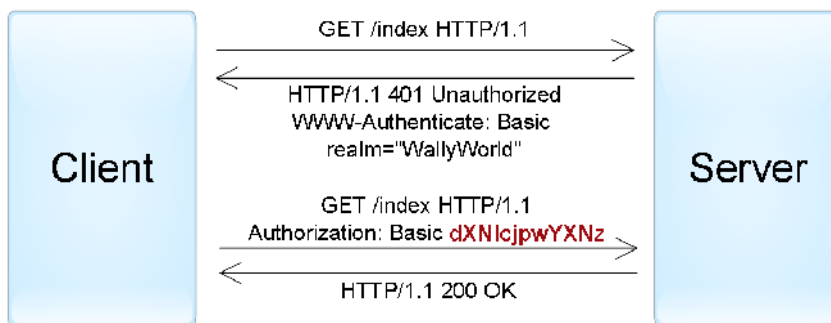 Client
GET /index HTTP/1.1
HTTP/1.1 401 Unauthorized
WWW-Authenticate: Basic
realm="WallyWorld"
GET /index HTTP/1.1
Authorization: Basic dXNlcjpwYXNz
HTTP/1.1 200 OK
Server